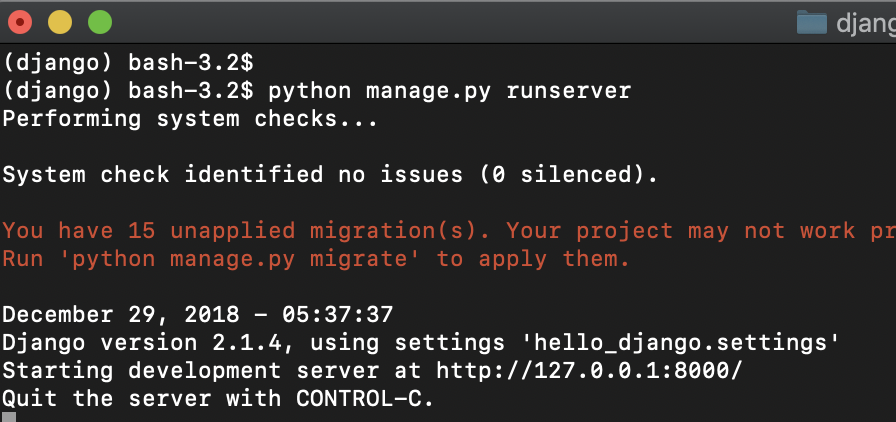 djang
(django) bash-3.2$
(django) bash-3.2$ python manage.py runserver
Performing system checks...
System check identified no issues (0 silenced).
You have 15 unapplied migration(s). Your project may not work pr
Run 'python manage.py migrate' to apply them.
December 29, 2018 - 05:37:37
Django version 2.1.4, using settings 'hello_django.settings'
Starting development server at http://127.0.0.1:8000/
Quit the server with CONTROL-C.